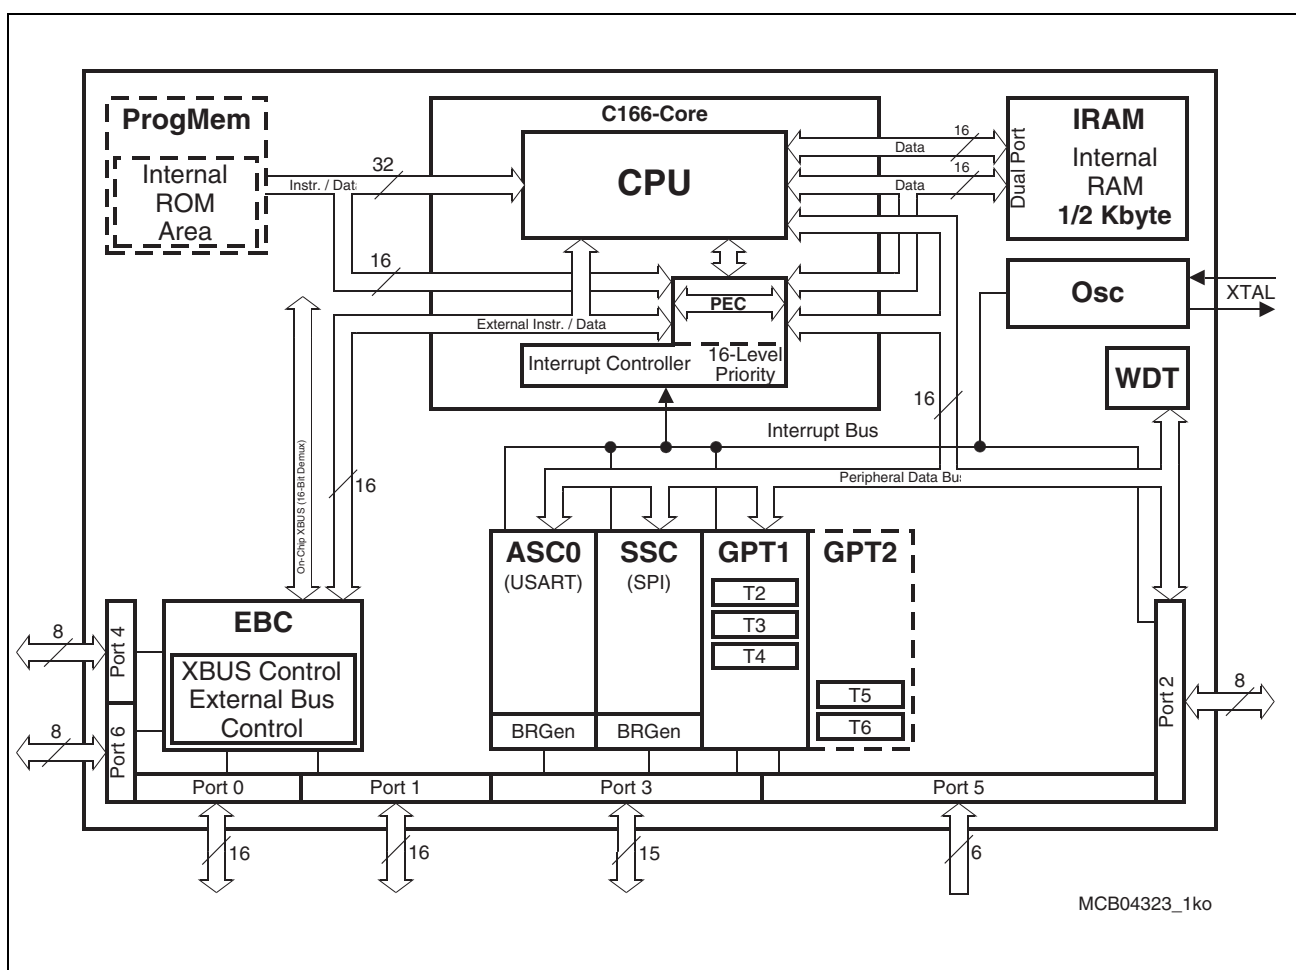 ProgMem
Internal
ROM
Area
C166-Core
CPU
IRAM
Internal
RAM
1/2 Kbyte
Dual Port
16
Data
16
Data
32
Instr. / Data
16
PEC
External Instr. / Data
Interrupt Controller
16-Level
Priority
Osc
XTAL
WDT
16
Interrupt Bus
Peripheral Data Bus
On-Chip XBUS (16-Bit Demux)
16
ASC0
(USART)
BRGen
SSC
(SPI)
BRGen
GPT1
T2
T3
T4
GPT2
T5
T6
EBC
XBUS Control
External Bus
Control
8
Port 4
8
Port 6
Port 2
8
Port 0
Port 1
Port 3
Port 5
16
16
15
6
MCB04323_1ko